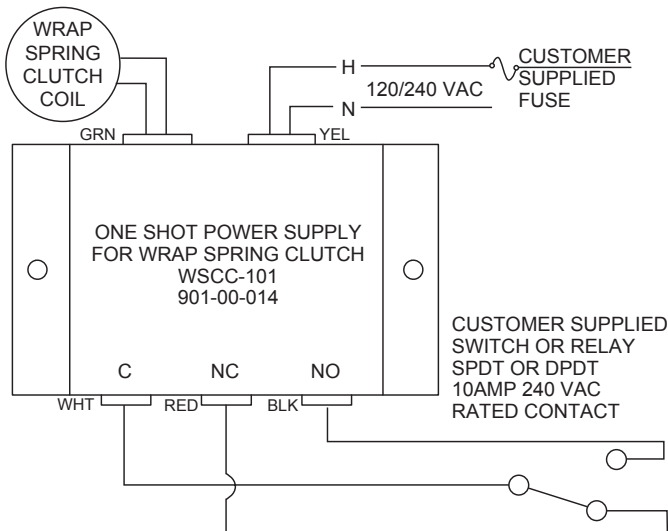 WRAP
SPRING
CLUTCH
COIL
H
CUSTOMER
SUPPLIED
FUSE
120/240 VAC
N
GRN
YEL
ONE SHOT POWER SUPPLY
FOR WRAP SPRING CLUTCH
WSCC-101
901-00-014
C NC NO
WHT RED BLK
CUSTOMER SUPPLIED
SWITCH OR RELAY
SPDT OR DPDT
10AMP 240 VAC
RATED CONTACT